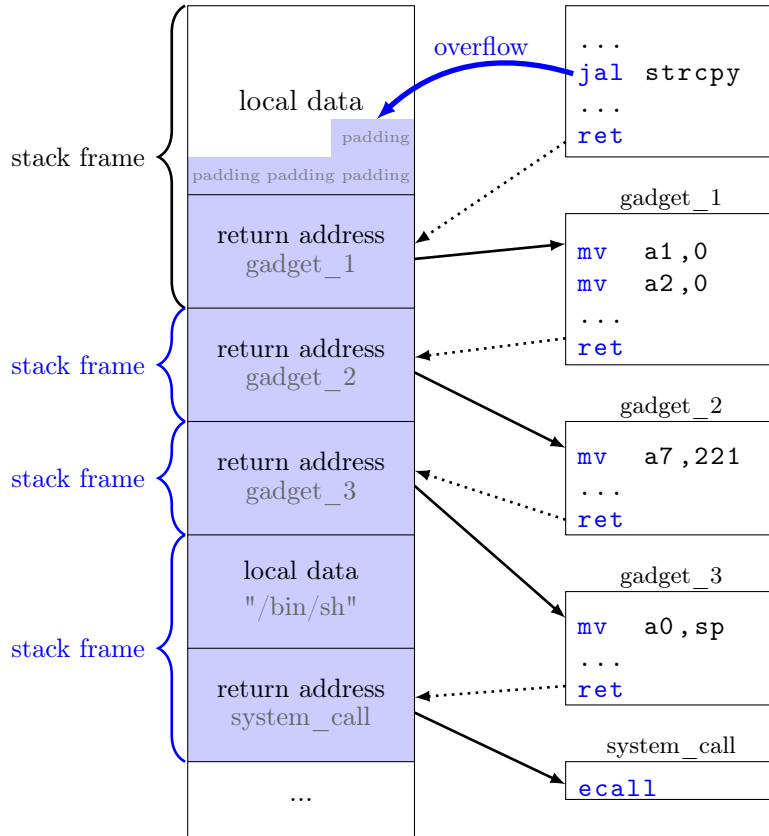 overflow
local data
padding
padding padding padding
stack frame
return address
gadget_1
stack frame
return address
gadget_2
stack frame
return address
gadget_3
stack frame
local data
"/bin/sh"
return address
system_call
...
...
jal strcpy
...
ret
gadget_1
mv a1,0
mv a2,0
...
ret
gadget_2
mv a7,221
...
ret
gadget_3
mv a0,sp
...
ret
system_call
ecall